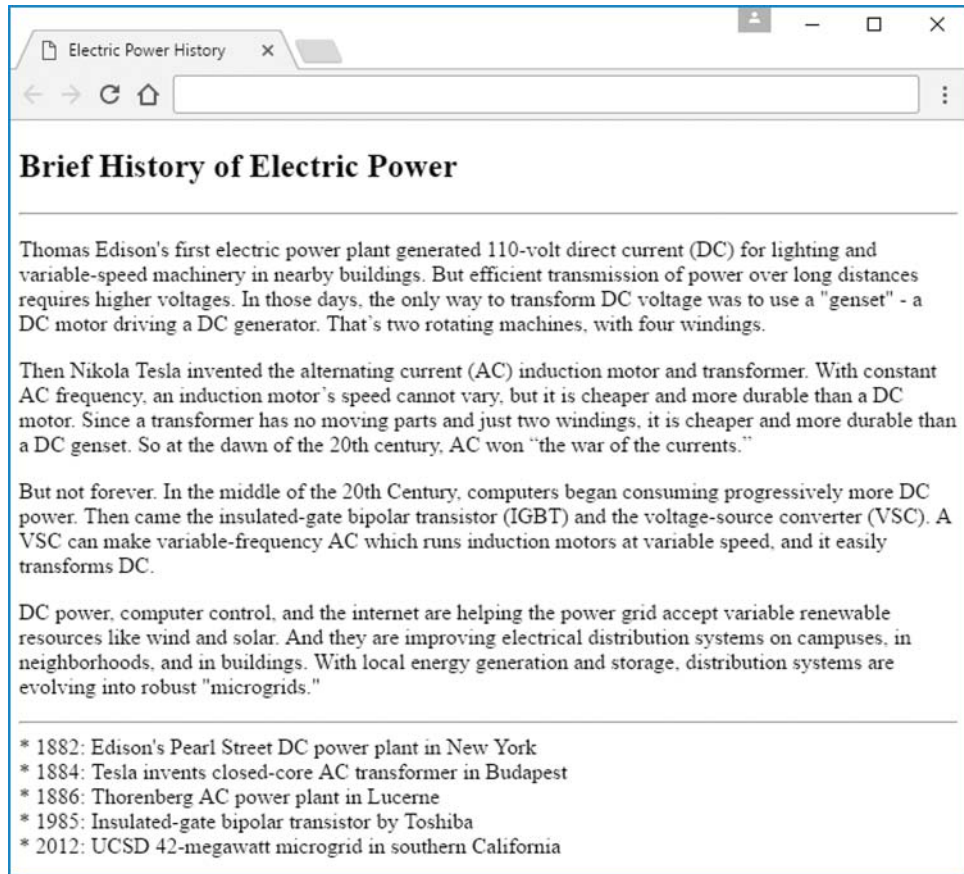 Electric Power History
Brief History of Electric Power
Thomas Edison's first electric power plant generated 110-volt direct current (DC) for lighting and
variable-speed machinery in nearby buildings. But efficient transmission of power over long distances
requires higher voltages. In those days, the only way to transform DC voltage was to use a "genset" - a
DC motor driving a DC generator. That’s two rotating machines, with four windings.
Then Nikola Tesla invented the alternating current (AC) induction motor and transformer. With constant
AC frequency, an induction motor’s speed cannot vary, but it is cheaper and more durable than a DC
motor. Since a transformer has no moving parts and just two windings, it is cheaper and more durable than
a DC genset. So at the dawn of the 20th century, AC won “the war of the currents.”
But not forever. In the middle of the 20th Century, computers began consuming progressively more DC
power. Then came the insulated-gate bipolar transistor (IGBT) and the voltage-source converter (VSC). A
VSC can make variable-frequency AC which runs induction motors at variable speed, and it easily
transforms DC.
DC power, computer control, and the internet are helping the power grid accept variable renewable
resources like wind and solar. And they are improving electrical distribution systems on campuses, in
neighborhoods, and in buildings. With local energy generation and storage, distribution systems are
evolving into robust "microgrids."
* 1882: Edison's Pearl Street DC power plant in New York
* 1884: Tesla invents closed-core AC transformer in Budapest
* 1886: Thorenberg AC power plant in Lucerne
* 1985: Insulated-gate bipolar transistor by Toshiba
* 2012: UCSD 42-megawatt microgrid in southern California